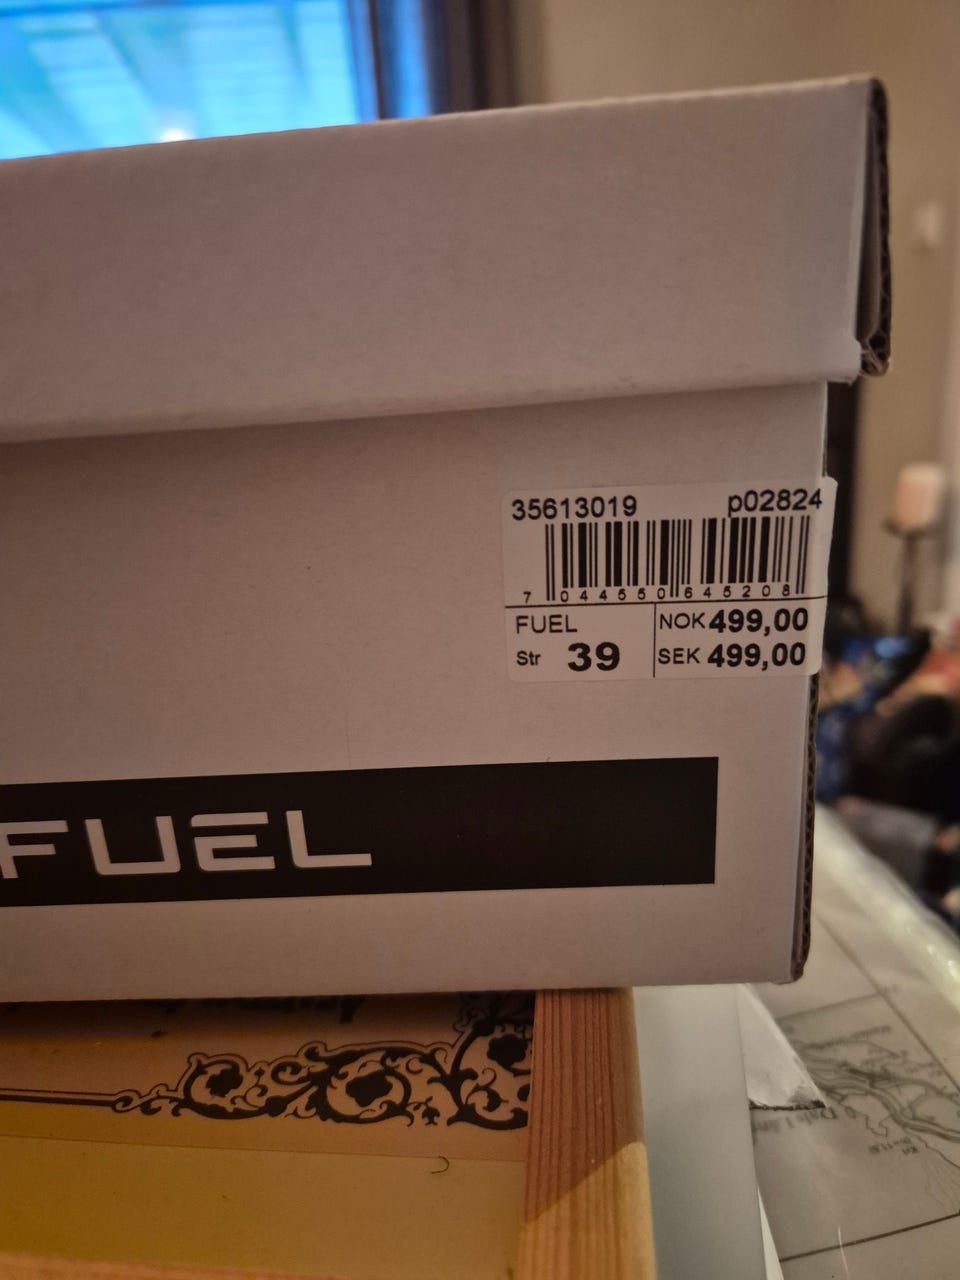 35613019 p02824
7 044550 645208
FUEL NOK 499,00
Str 39 SEK 499,00
FUEL